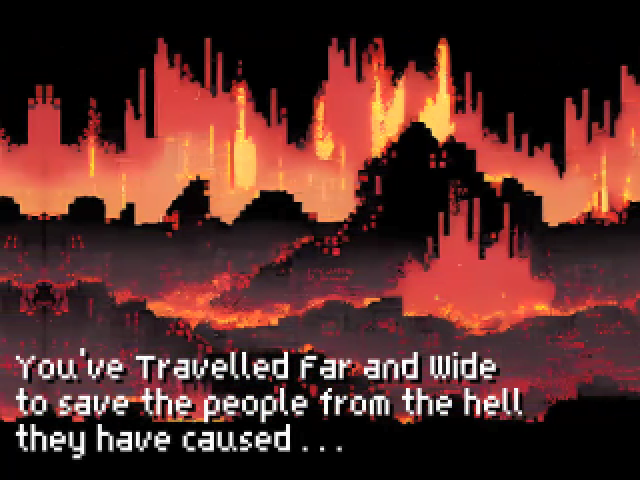 You've Travelled Far and Wide
to save the people from the hell
they have caused . . .